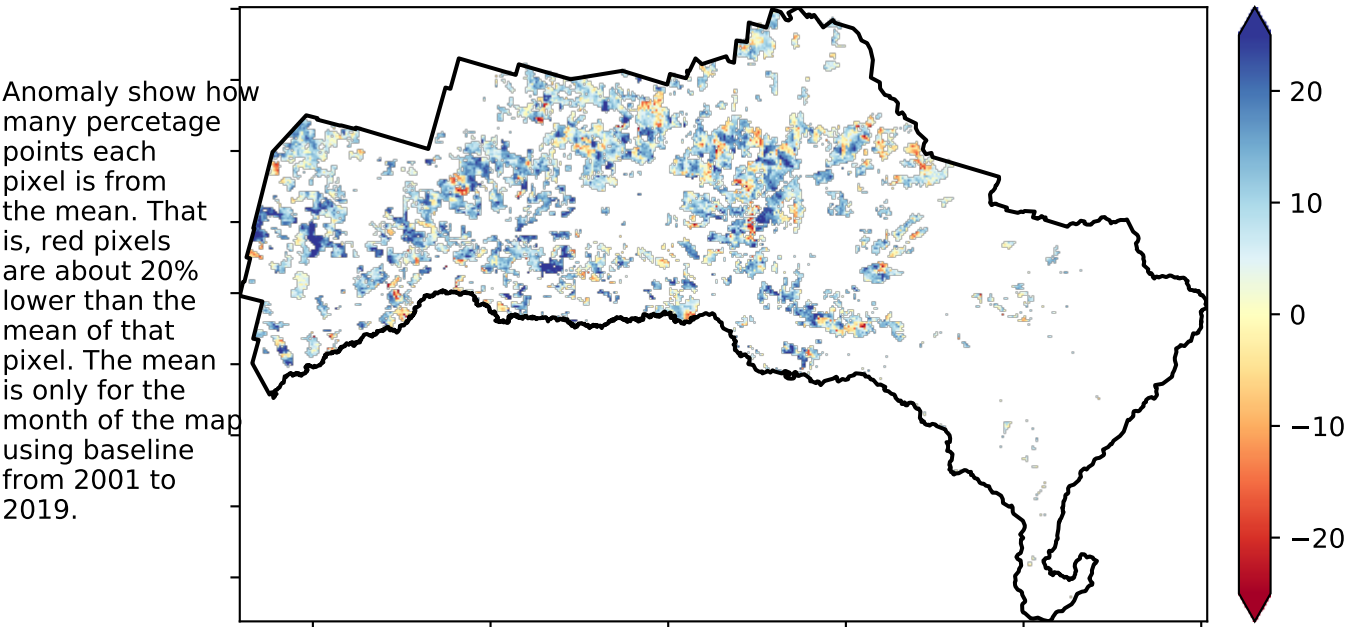 Anomaly show how
many percetage
points each
pixel is from
the mean. That
is, red pixels
are about 20%
lower than the
mean of that
pixel. The mean
is only for the
month of the map
using baseline
from 2001 to
2019.
20
10
0
−10
−20